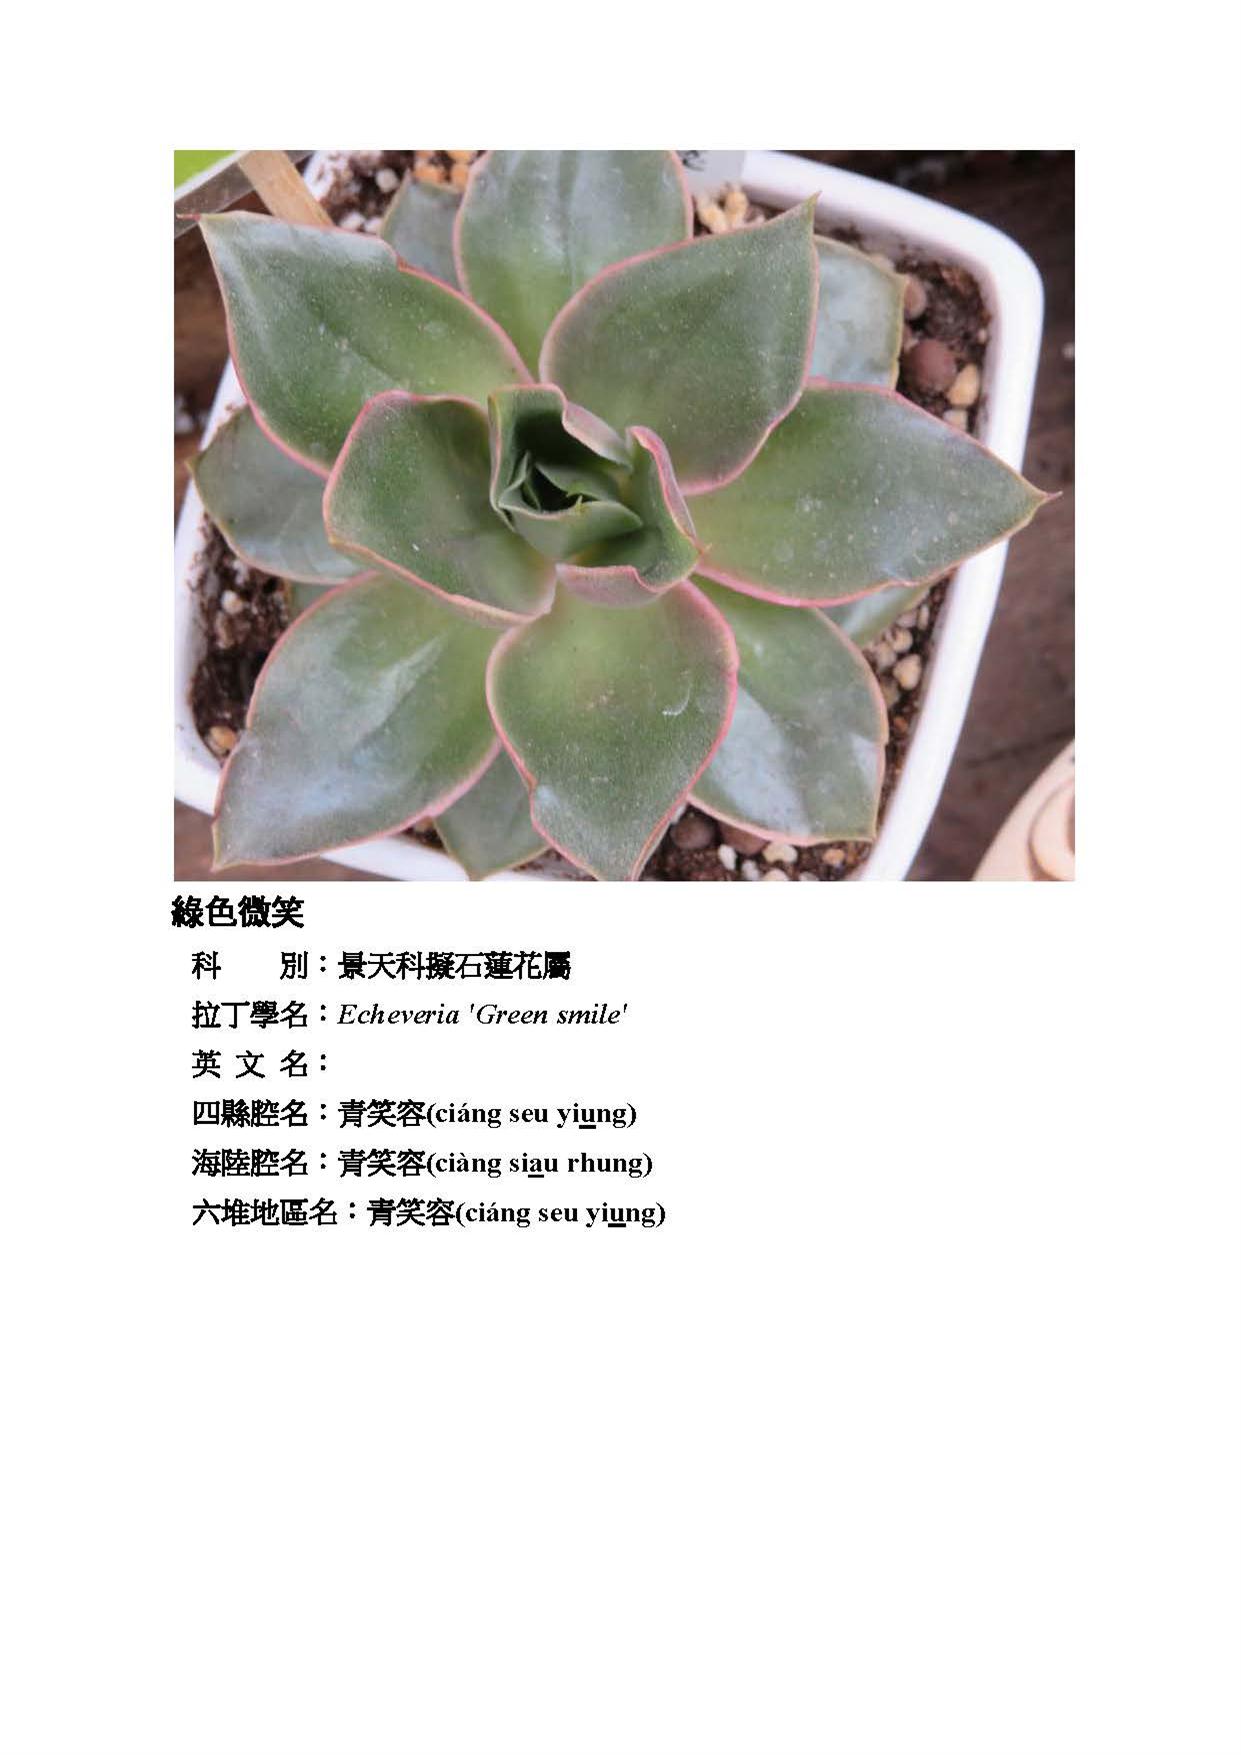 綠色微笑
科　　別：景天科擬石蓮花屬
拉丁學名：Echeveria 'Green smile'
英 文 名：
四縣腔名：青笑容(ciáng seu yiung)
海陸腔名：青笑容(ciàng siau rhung)
六堆地區名：青笑容(ciáng seu yiung)